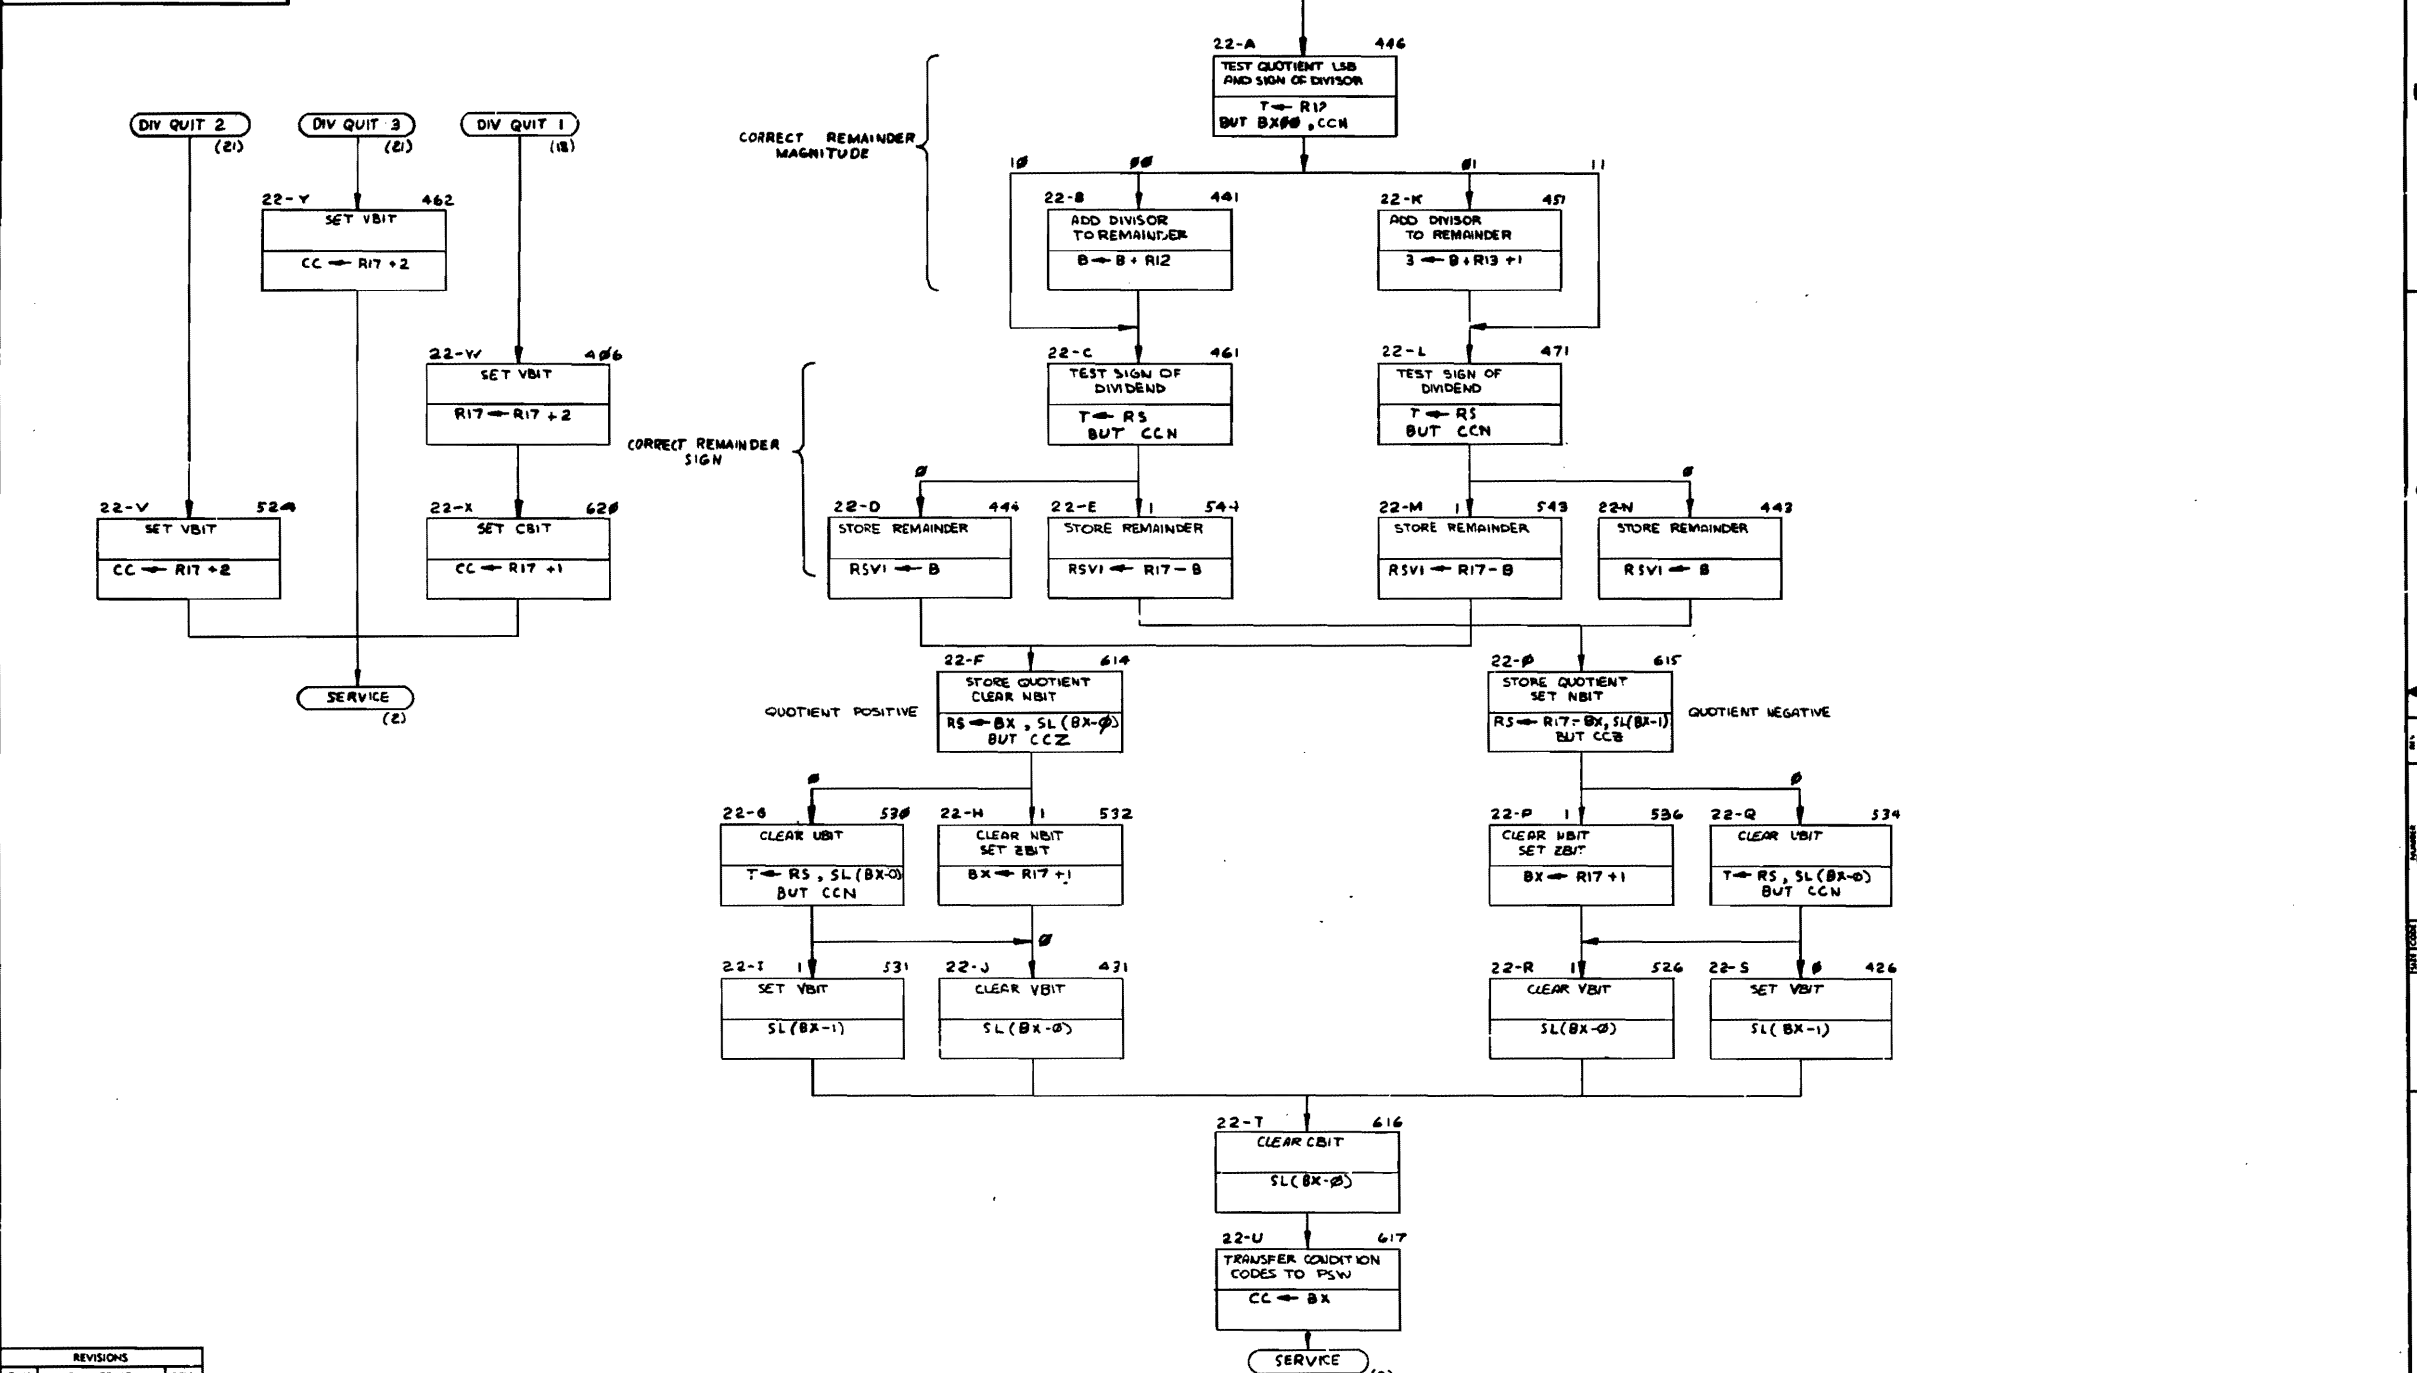 22-A 446
TEST QUOTIENT LSB
AND SIGN OF DIVISOR
T← R12
BUT BXØØ, CCN
CORRECT REMAINDER
MAGNITUDE
1Ø ØØ Ø1 11
22-B 441
ADD DIVISOR
TO REMAINDER
B←B+R12
22-K 451
ADD DIVISOR
TO REMAINDER
3 ←B+R13+1
22-C 461
TEST SIGN OF
DIVIDEND
T← RS
BUT CCN
22-L 471
TEST SIGN OF
DIVIDEND
T ← RS
BUT CCN
CORRECT REMAINDER
SIGN
Ø Ø
22-D 444
STORE REMAINDER
RSV1 ← B
22-E 1 544
STORE REMAINDER
RSV1 ← R17-B
22-M 1 543
STORE REMAINDER
RSV1 ← R17-B
22-N 443
STORE REMAINDER
RSV1 ← B
DIV QUIT 2
(21)
DIV QUIT 3
(21)
DIV QUIT 1
(18)
22-Y 462
SET VBIT
CC ← R17+2
22-W 4Ø6
SET VBIT
R17←R17+2
22-V 524
SET VBIT
CC ← R17+2
22-X 62Ø
SET CBIT
CC ← R17+1
SERVICE
(2)
22-F 614
STORE QUOTIENT
CLEAR NBIT
RS←BX, SL(BX-Ø)
BUT CCZ
QUOTIENT POSITIVE
22-Ø 615
STORE QUOTIENT
SET NBIT
RS←R17-BX, SL(BX-1)
BUT CCZ
QUOTIENT NEGATIVE
Ø Ø
22-G 53Ø
CLEAR UBIT
T←RS, SL(BX-0)
BUT CCN
22-H 1 532
CLEAR NBIT
SET ZBIT
BX← R17+1
22-P 1 536
CLEAR NBIT
SET ZBIT
BX← R17+1
22-Q 534
CLEAR UBIT
T←RS, SL(BX-0)
BUT CCN
Ø
22-I 1 531
SET VBIT
SL(BX-1)
22-J 431
CLEAR VBIT
SL(BX-Ø)
22-R 1 526
CLEAR VBIT
SL(BX-Ø)
22-S Ø 426
SET VBIT
SL(BX-1)
22-T 616
CLEAR CBIT
SL(BX-Ø)
22-U 617
TRANSFER CONDITION
CODES TO PSW
CC ← BX
SERVICE
REVISIONS
NUMBER